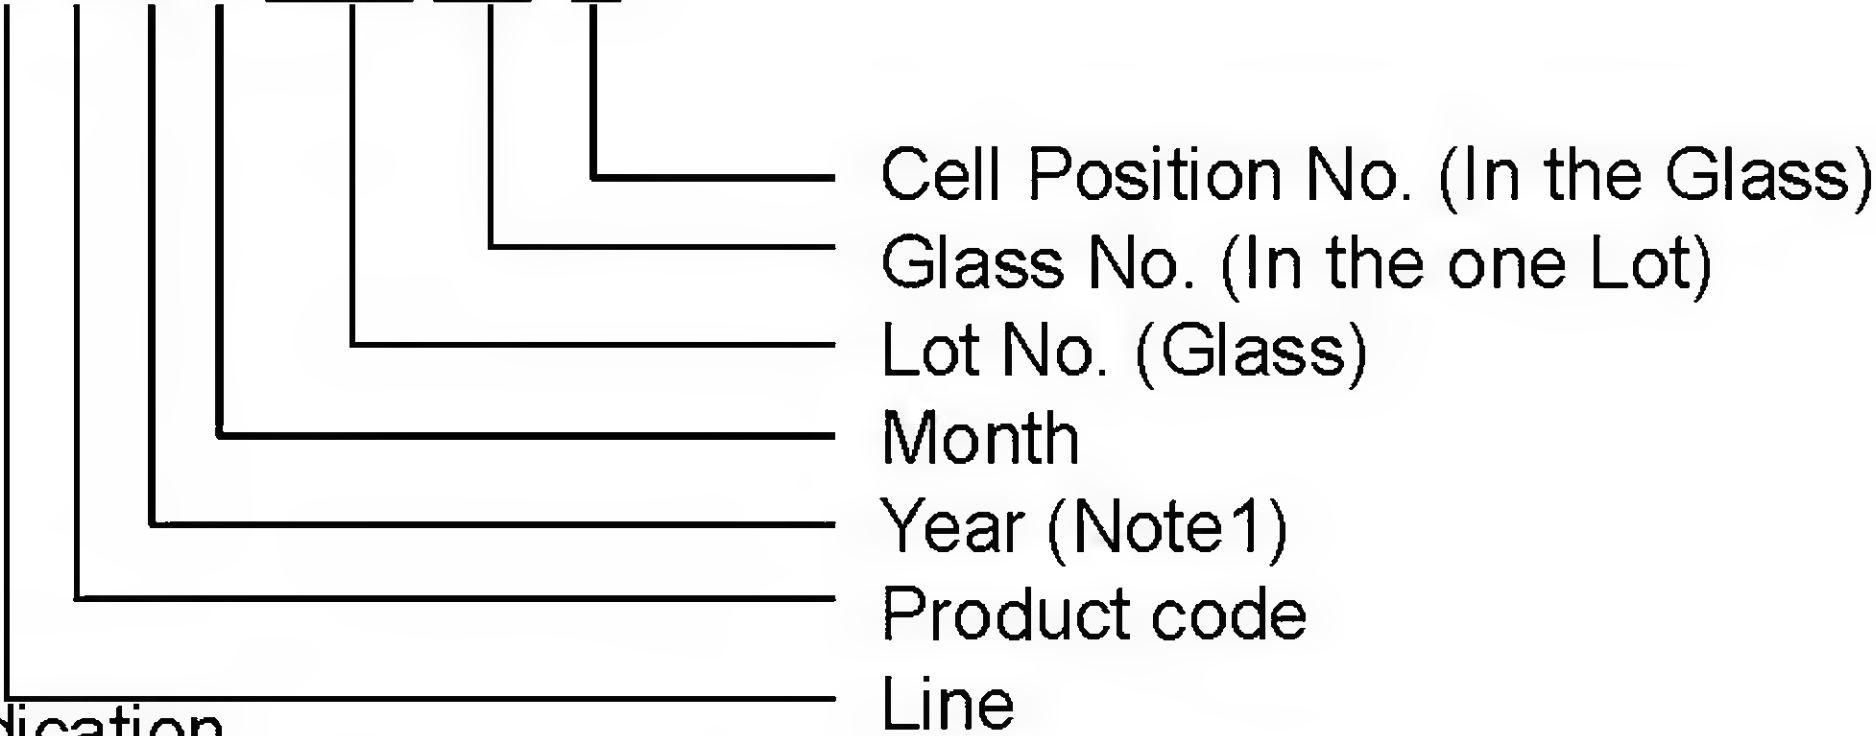 Cell Position No. (In the Glass)
Glass No. (In the one Lot)
Lot No. (Glass)
Month
Year (Note1)
Product code
Line